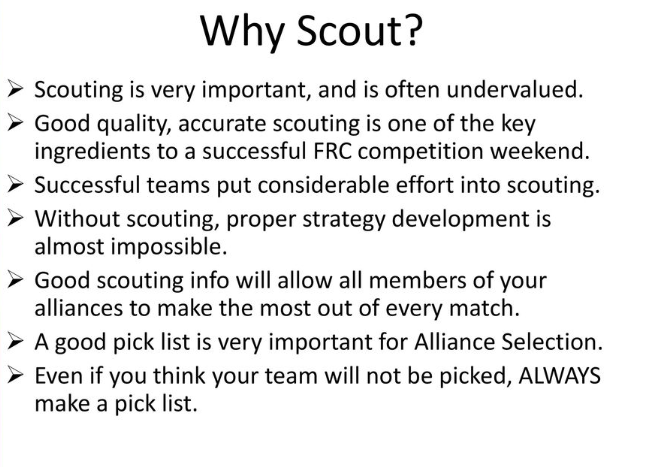 Why Scout?
➢ Scouting is very important, and is often undervalued.
➢ Good quality, accurate scouting is one of the key
ingredients to a successful FRC competition weekend.
➢ Successful teams put considerable effort into scouting.
➢ Without scouting, proper strategy development is
almost impossible.
➢ Good scouting info will allow all members of your
alliances to make the most out of every match.
➢ A good pick list is very important for Alliance Selection.
➢ Even if you think your team will not be picked, ALWAYS
make a pick list.